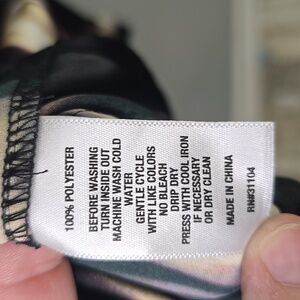 100% POLYESTER
BEFORE WASHING
TURN INSIDE OUT
MACHINE WASH COLD
WATER
GENTLE CYCLE
WITH LIKE COLORS
NO BLEACH
DRIP DRY
PRESS WITH COOL IRON
IF NECESSARY
OR DRY CLEAN
MADE IN CHINA
RN#31104